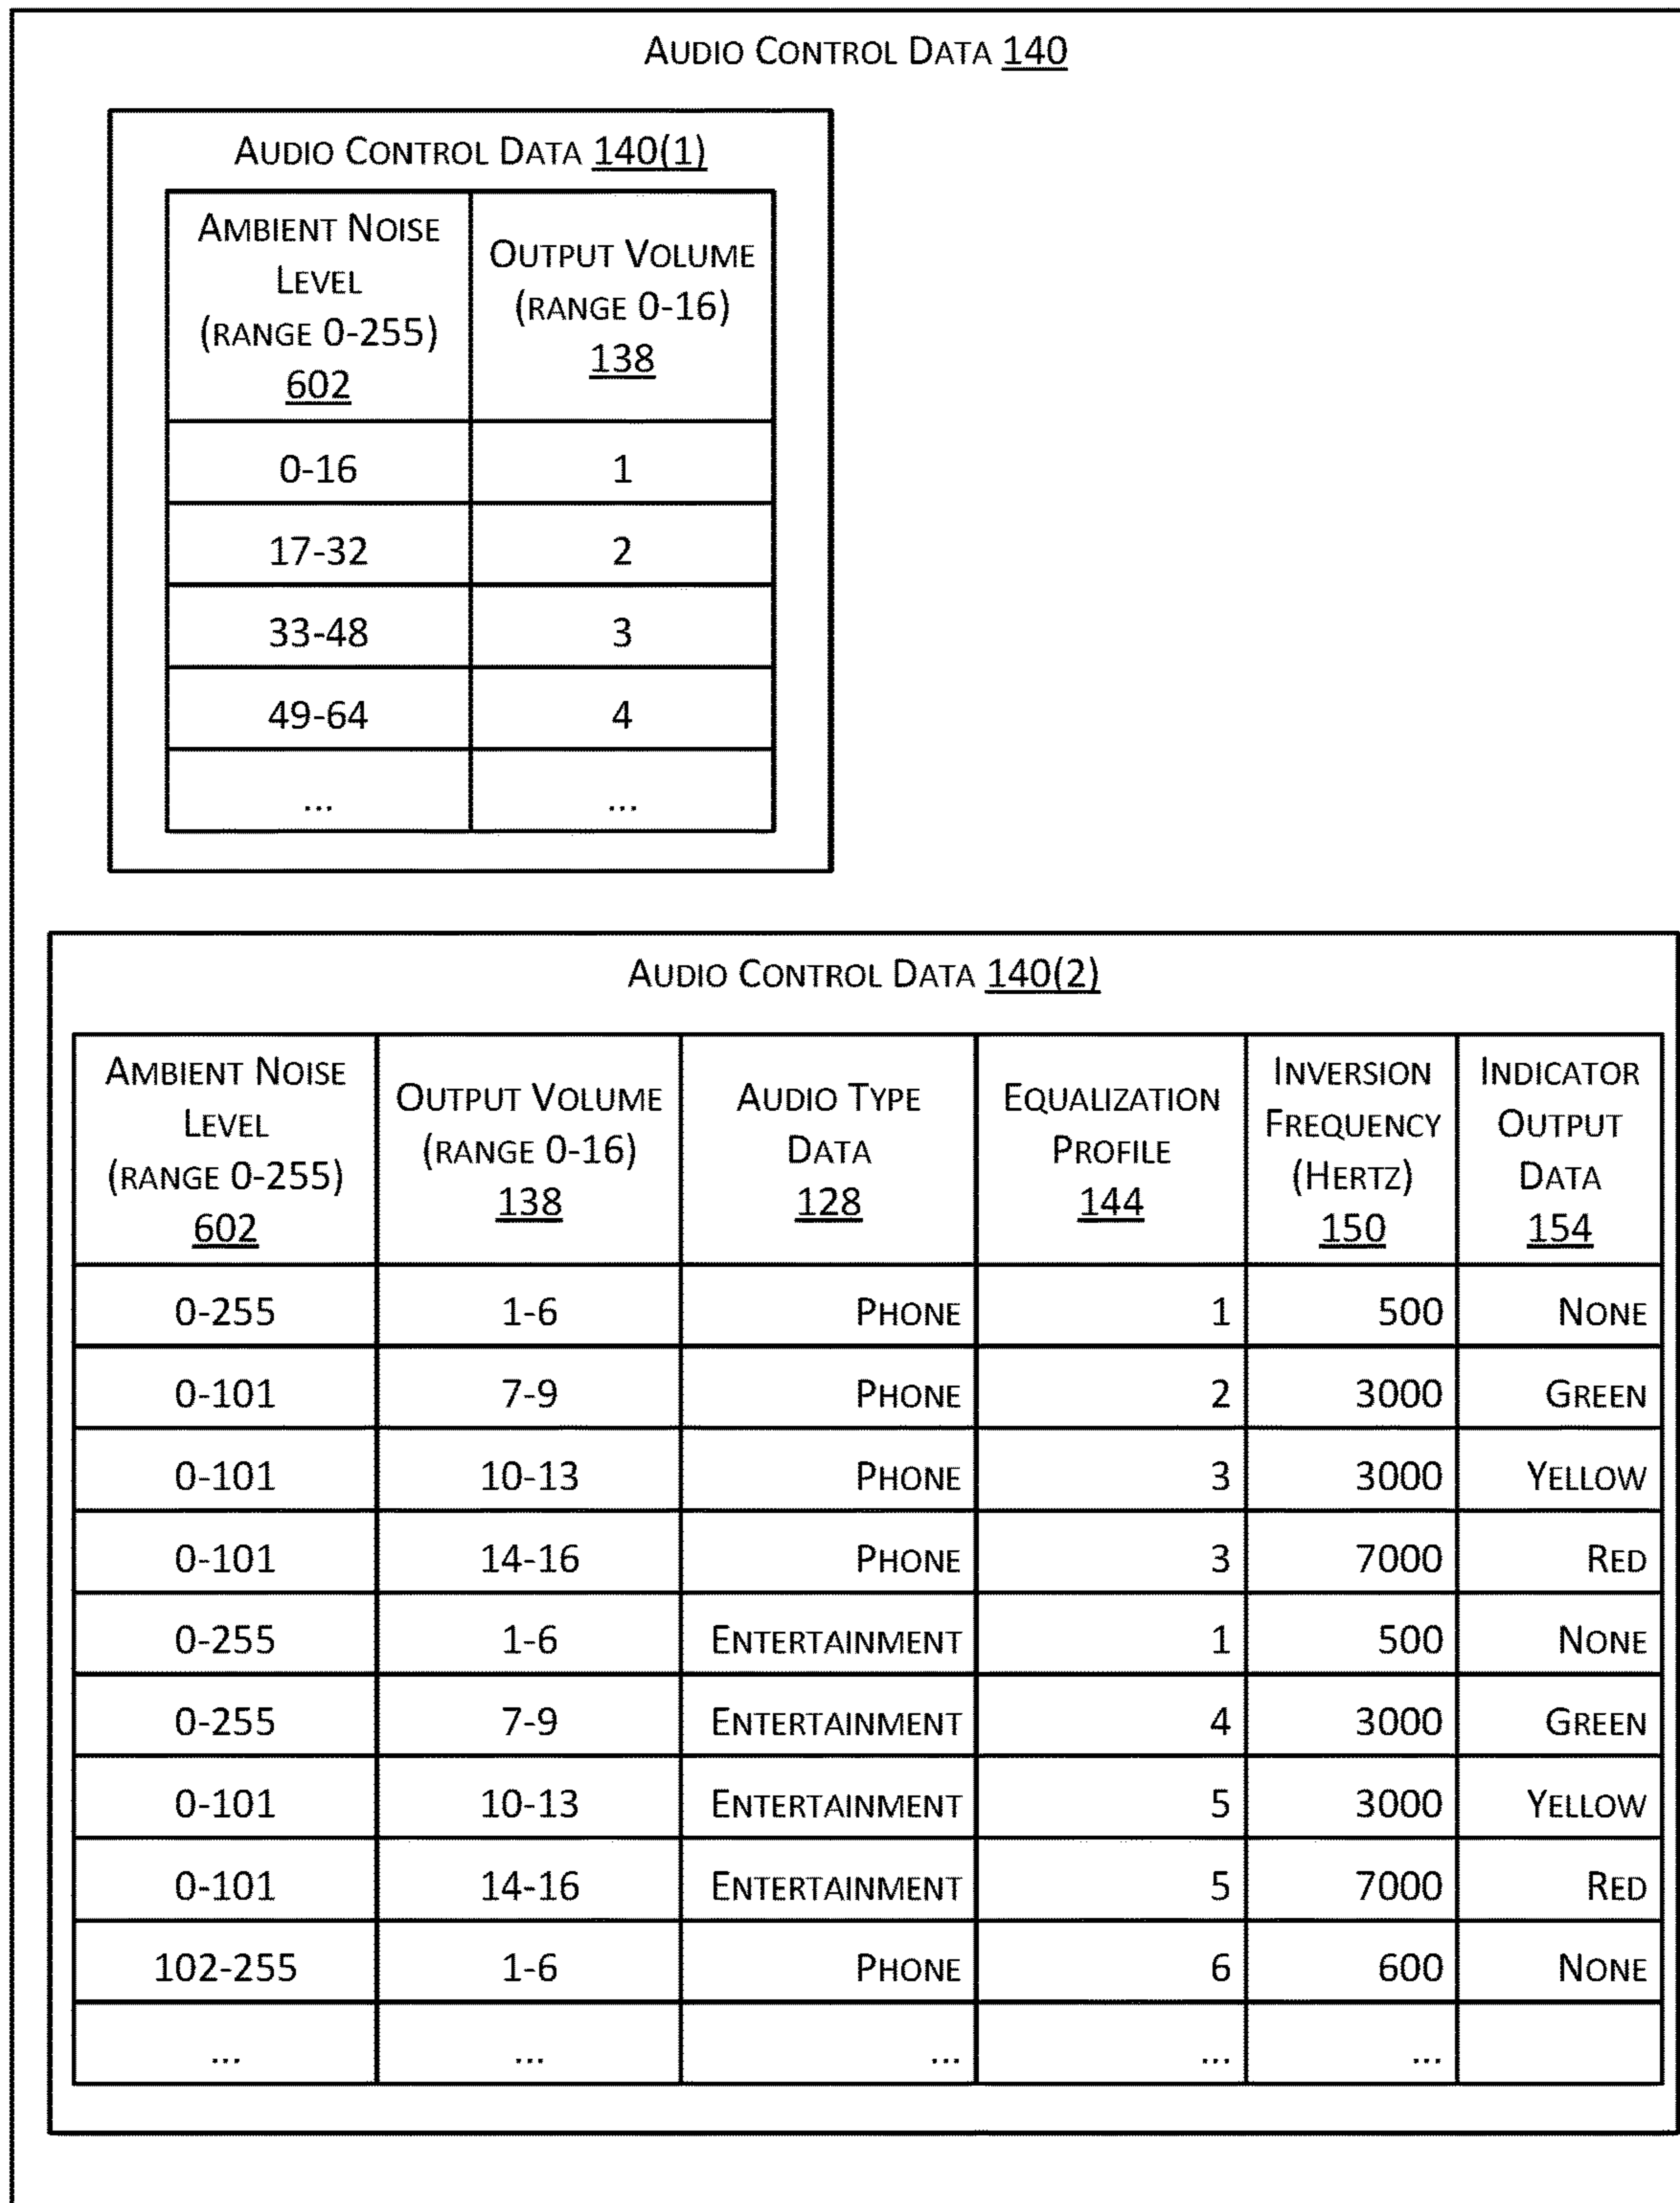 AUDIO CONTROL DATA 140
AUDIO CONTROL DATA 140(1)
AMBIENT NOISE
LEVEL
(RANGE 0-255)
602
OUTPUT VOLUME
(RANGE 0-16)
138
0-16 1
17-32 2
33-48 3
49-64 4
... ...
AUDIO CONTROL DATA 140(2)
AMBIENT NOISE
LEVEL
(RANGE 0-255)
602
OUTPUT VOLUME
(RANGE 0-16)
138
AUDIO TYPE
DATA
128
EQUALIZATION
PROFILE
144
INVERSION
FREQUENCY
(HERTZ)
150
INDICATOR
OUTPUT
DATA
154
0-255 1-6 PHONE 1 500 NONE
0-101 7-9 PHONE 2 3000 GREEN
0-101 10-13 PHONE 3 3000 YELLOW
0-101 14-16 PHONE 3 7000 RED
0-255 1-6 ENTERTAINMENT 1 500 NONE
0-255 7-9 ENTERTAINMENT 4 3000 GREEN
0-101 10-13 ENTERTAINMENT 5 3000 YELLOW
0-101 14-16 ENTERTAINMENT 5 7000 RED
102-255 1-6 PHONE 6 600 NONE
... ... ... ... ...